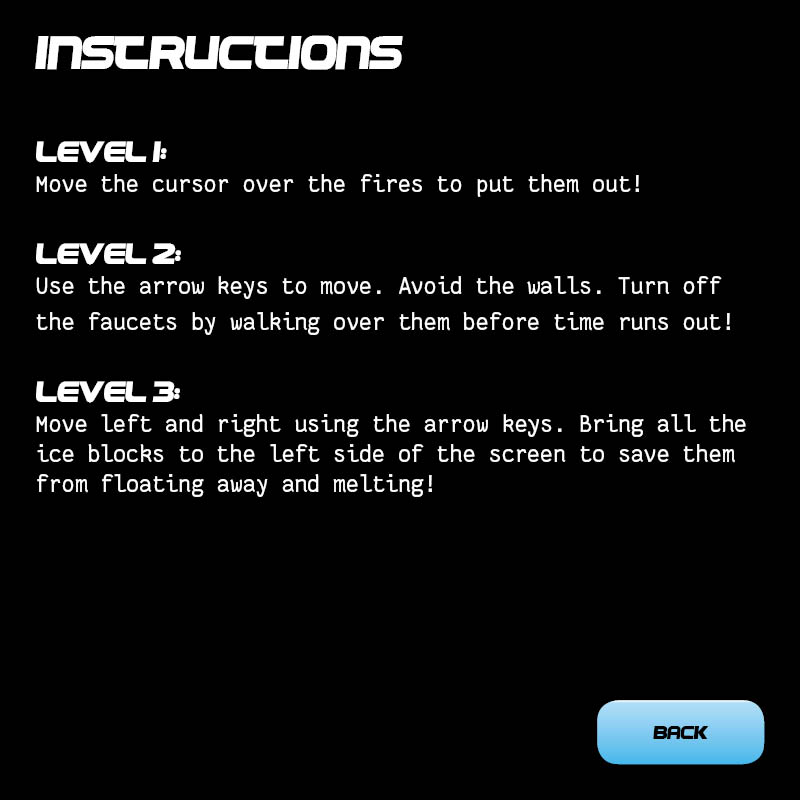 INSTRUCTIONS
LEVEL 1:
Move the cursor over the fires to put them out!
LEVEL 2:
Use the arrow keys to move. Avoid the walls. Turn off
the faucets by walking over them before time runs out!
LEVEL 3:
Move left and right using the arrow keys. Bring all the
ice blocks to the left side of the screen to save them
from floating away and melting!
BACK